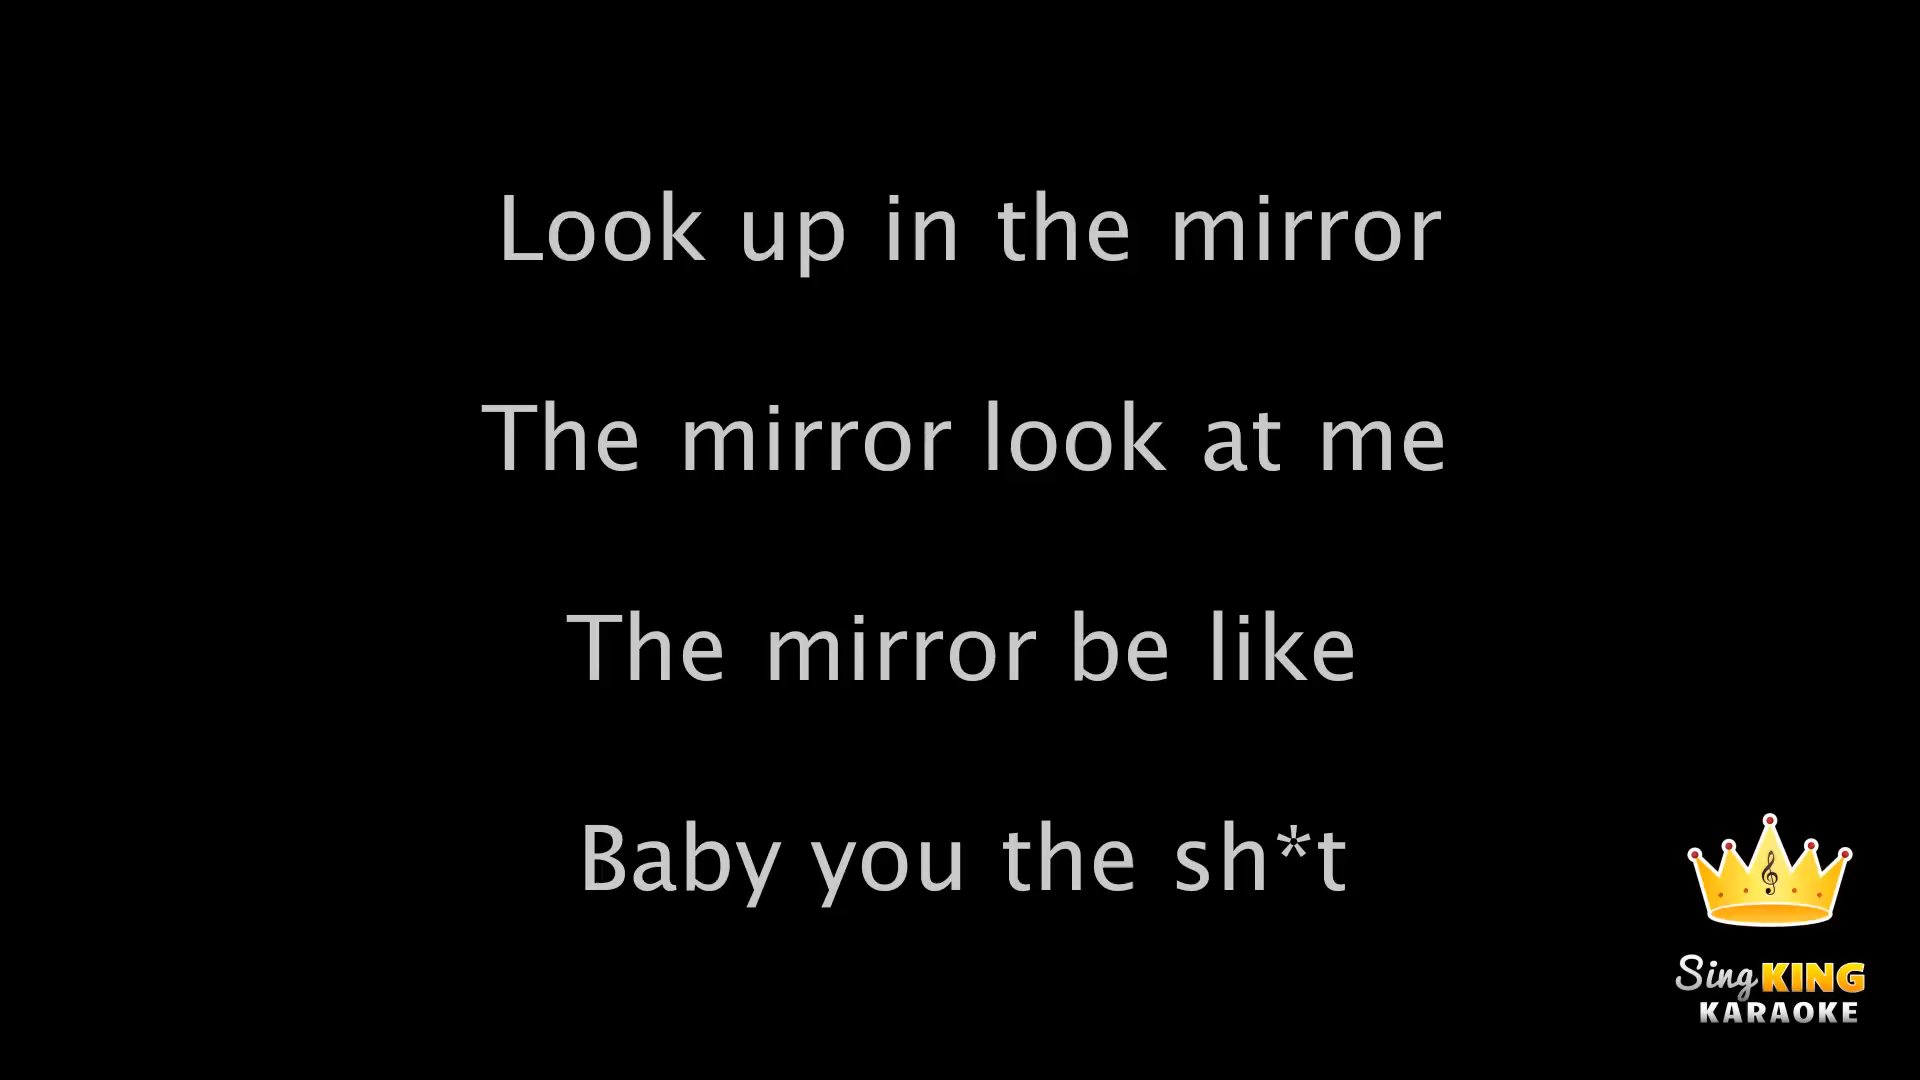 Look up in the mirror
The mirror look at me
The mirror be like
Baby you the sh*t
Sing KING
KARAOKE